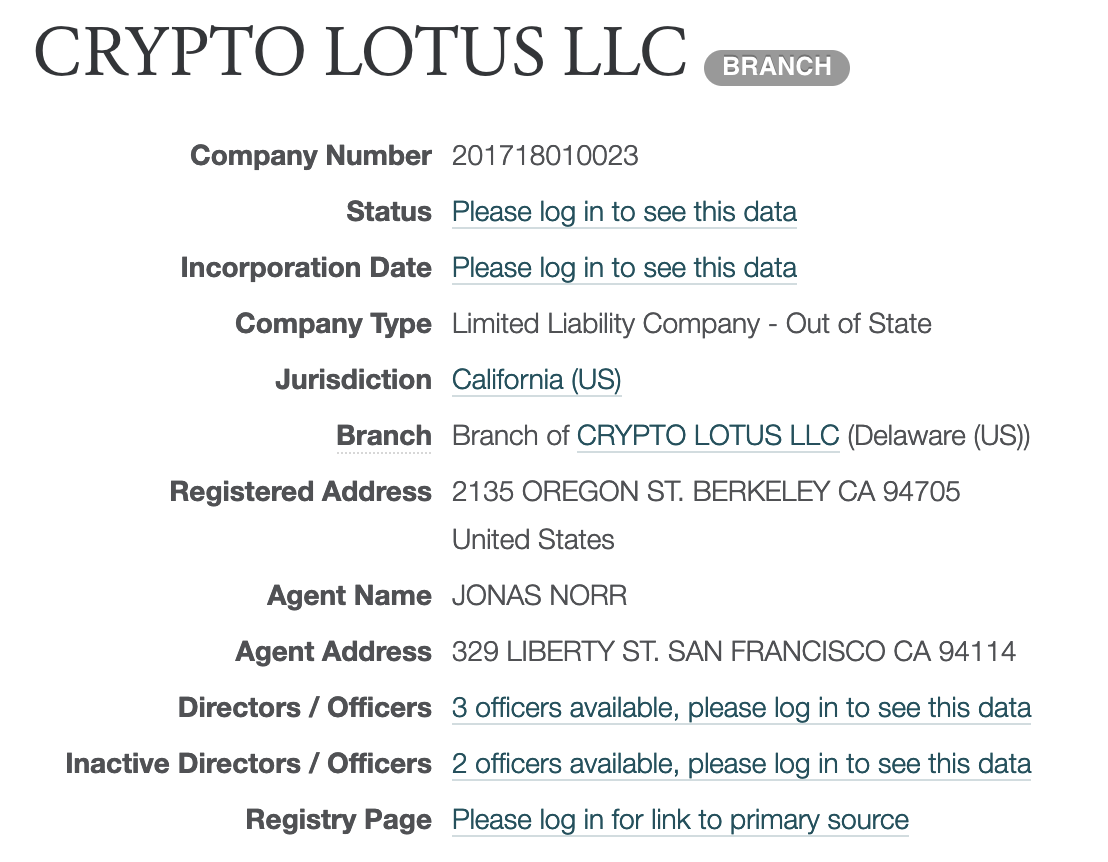 CRYPTO LOTUS LLC BRANCH
Company Number 201718010023
Status Please log in to see this data
Incorporation Date Please log in to see this data
Company Type Limited Liability Company - Out of State
Jurisdiction California (US)
Branch Branch of CRYPTO LOTUS LLC (Delaware (US))
Registered Address 2135 OREGON ST. BERKELEY CA 94705
United States
Agent Name JONAS NORR
Agent Address 329 LIBERTY ST. SAN FRANCISCO CA 94114
Directors / Officers 3 officers available, please log in to see this data
Inactive Directors / Officers 2 officers available, please log in to see this data
Registry Page Please log in for link to primary source